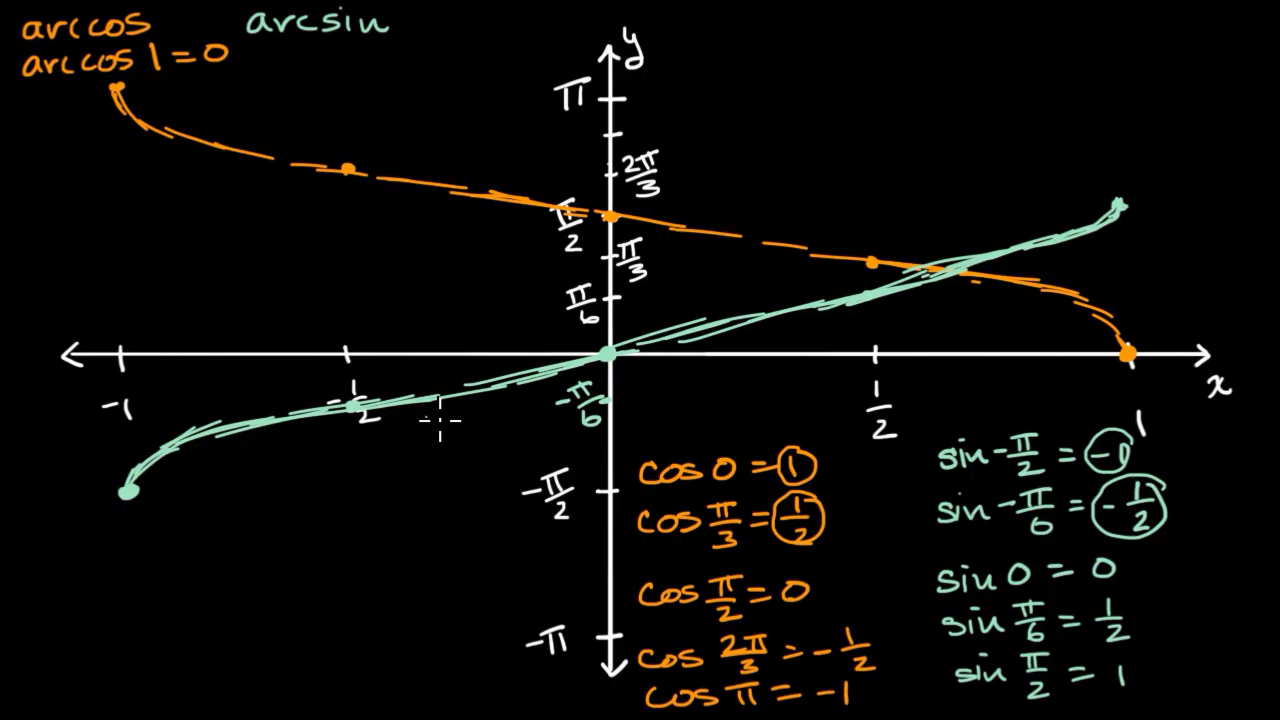 arccos arcsin
arccos 1 = 0
y
π
2π/3
π/2
π/3
π/6
-1 -1/2 -π/6 1/2 1 x
-π/2
-π
cos 0 = 1
cos π/3 = 1/2
cos π/2 = 0
cos 2π/3 = -1/2
cos π = -1
sin -π/2 = -1
sin -π/6 = -1/2
sin 0 = 0
sin π/6 = 1/2
sin π/2 = 1